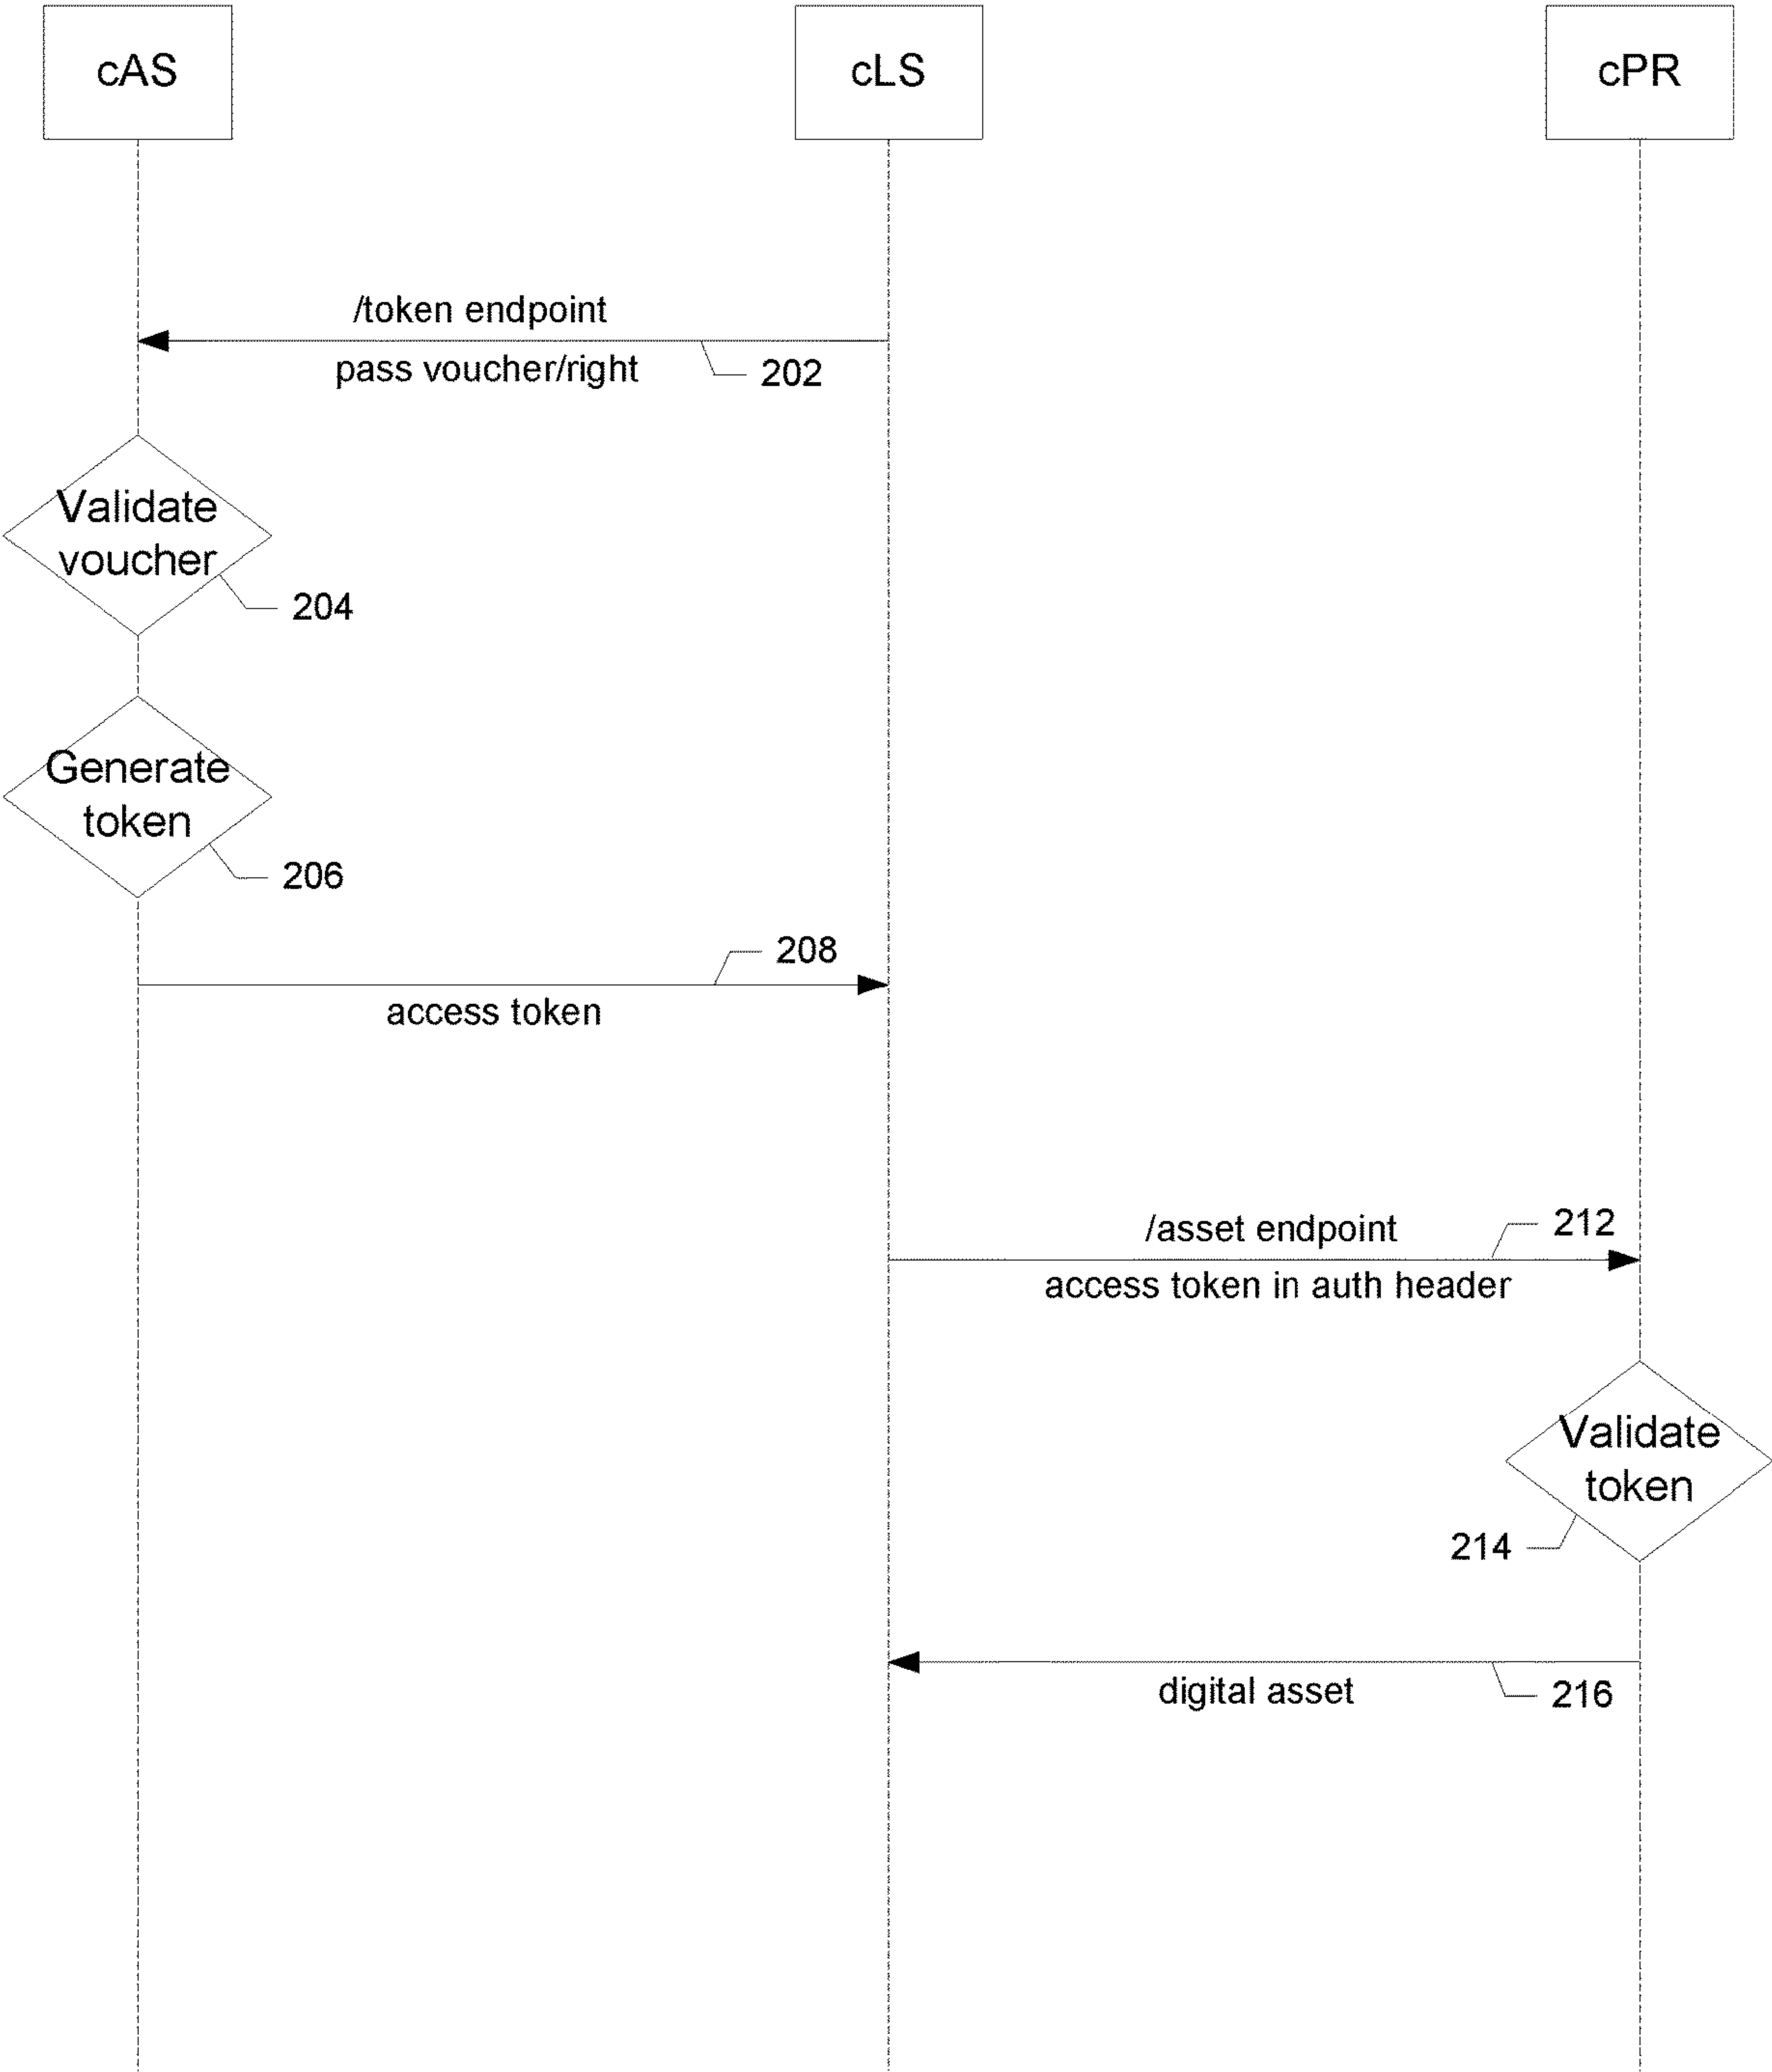 cAS
cLS
cPR
/token endpoint
pass voucher/right
202
Validate
voucher
204
Generate
token
206
208
access token
/asset endpoint
212
access token in auth header
Validate
token
214
digital asset
216